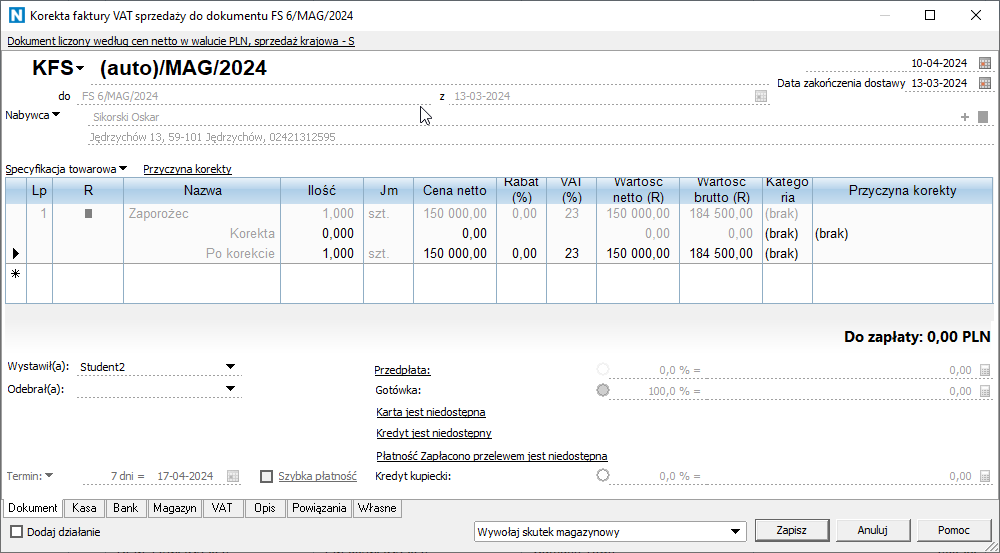 Korekta faktury VAT sprzedaży do dokumentu FS 6/MAG/2024
Dokument liczony według cen netto w walucie PLN, sprzedaż krajowa - S
KFS (auto)/MAG/2024
10-04-2024
Data zakończenia dostawy 13-03-2024
do FS 6/MAG/2024 z 13-03-2024
Nabywca Sikorski Oskar
Jędrzychów 13, 59-101 Jędrzychów, 02421312595
Specyfikacja towarowa Przyczyna korekty
Lp R Nazwa Ilość Jm Cena netto Rabat (%) VAT (%) Wartość netto (R) Wartość brutto (R) Katego ria Przyczyna korekty
1 Zaporożec 1,000 szt. 150 000,00 0,00 23 150 000,00 184 500,00 (brak)
Korekta 0,000 0,00 0,00 0,00 (brak) (brak)
Po korekcie 1,000 szt. 150 000,00 0,00 23 150 000,00 184 500,00 (brak)
Do zapłaty: 0,00 PLN
Wystawił(a): Student2
Odebrał(a):
Przedpłata: 0,0 % = 0,00
Gotówka: 100,0 % = 0,00
Karta jest niedostępna
Kredyt jest niedostępny
Płatność Zapłacono przelewem jest niedostępna
Termin: 7 dni = 17-04-2024 Szybka płatność Kredyt kupiecki: 0,0 % = 0,00
Dokument Kasa Bank Magazyn VAT Opis Powiązania Własne
Dodaj działanie Wywołaj skutek magazynowy Zapisz Anuluj Pomoc